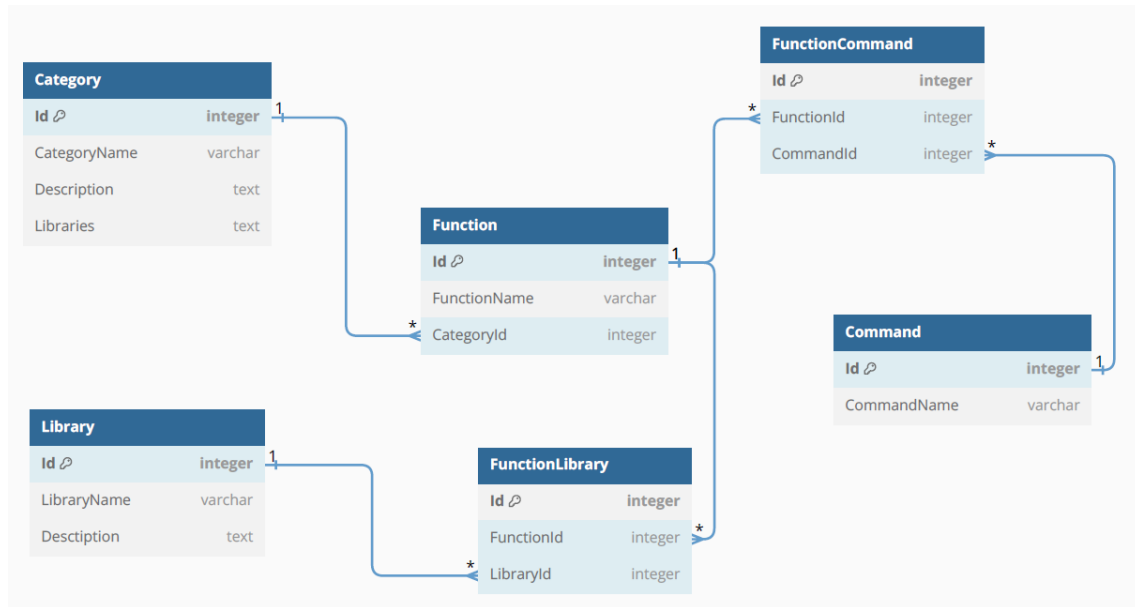 Category
Id integer
CategoryName varchar
Description text
Libraries text
1
*
Function
Id integer
FunctionName varchar
CategoryId integer
1
*
FunctionCommand
Id integer
FunctionId integer
CommandId integer
*
Command
Id integer
CommandName varchar
1
Library
Id integer
LibraryName varchar
Desctiption text
1
*
FunctionLibrary
Id integer
FunctionId integer
LibraryId integer
*